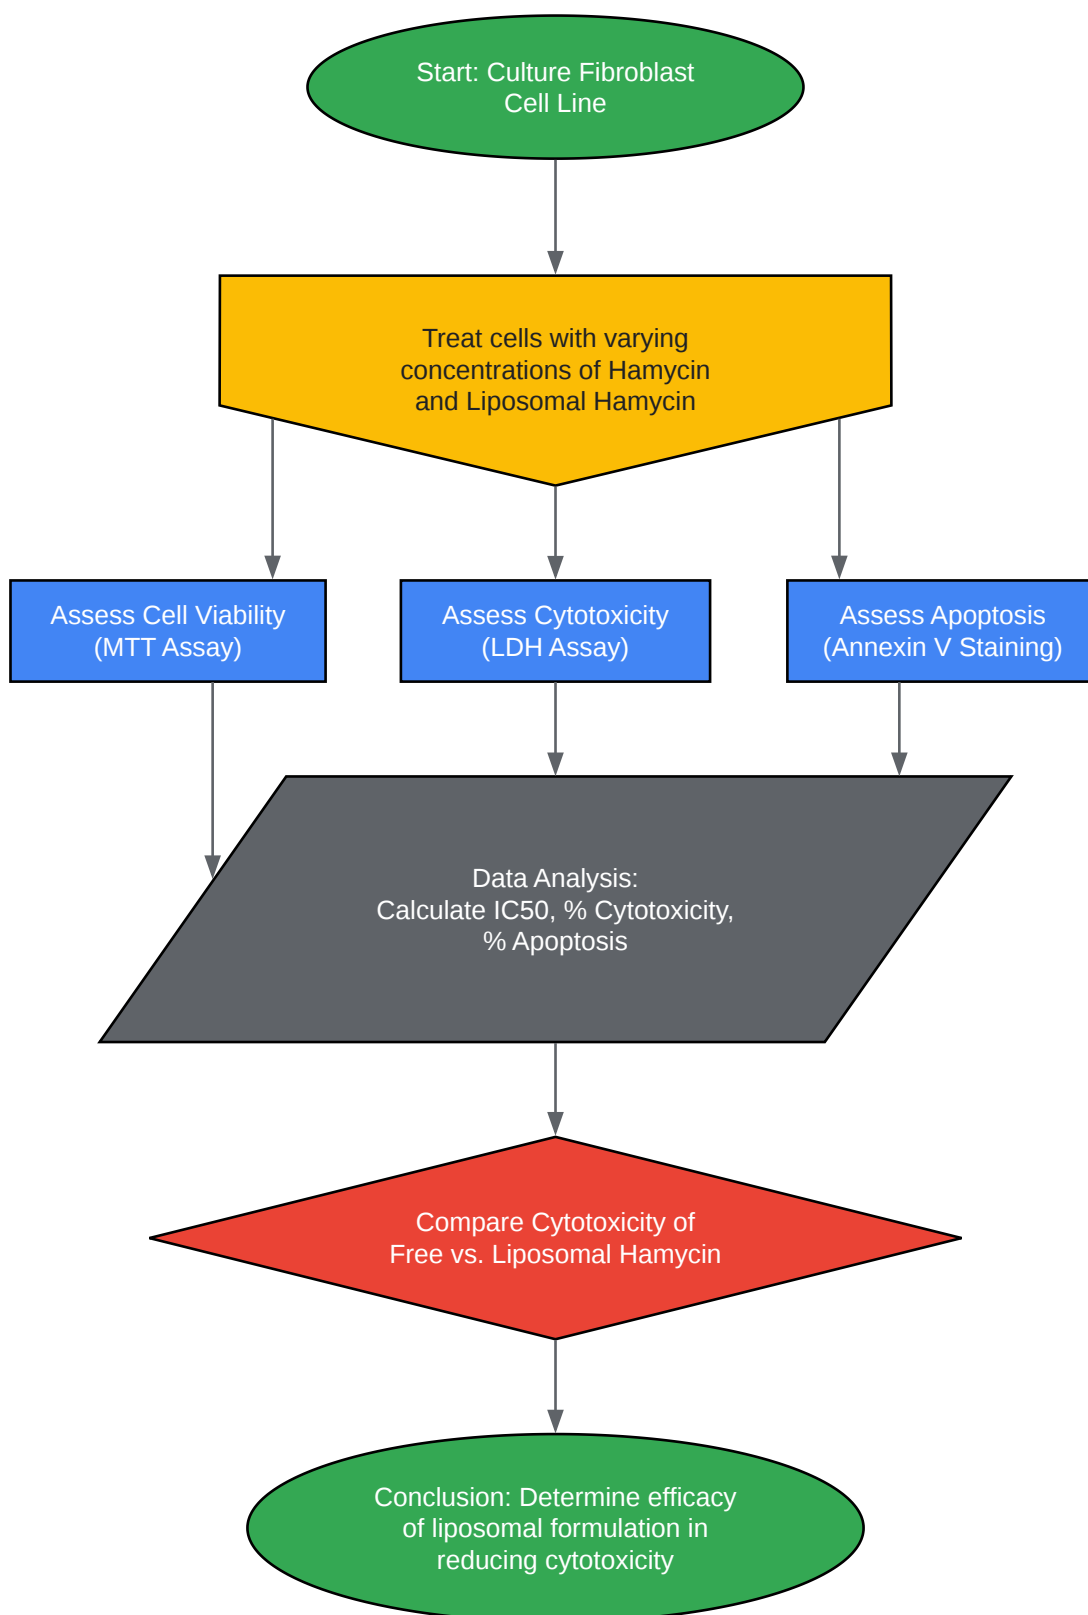 Start: Culture Fibroblast
Cell Line
Treat cells with varying
concentrations of Hamycin
and Liposomal Hamycin
Assess Cell Viability
(MTT Assay)
Assess Cytotoxicity
(LDH Assay)
Assess Apoptosis
(Annexin V Staining)
Data Analysis:
Calculate IC50, % Cytotoxicity,
% Apoptosis
Compare Cytotoxicity of
Free vs. Liposomal Hamycin
Conclusion: Determine efficacy
of liposomal formulation in
reducing cytotoxicity